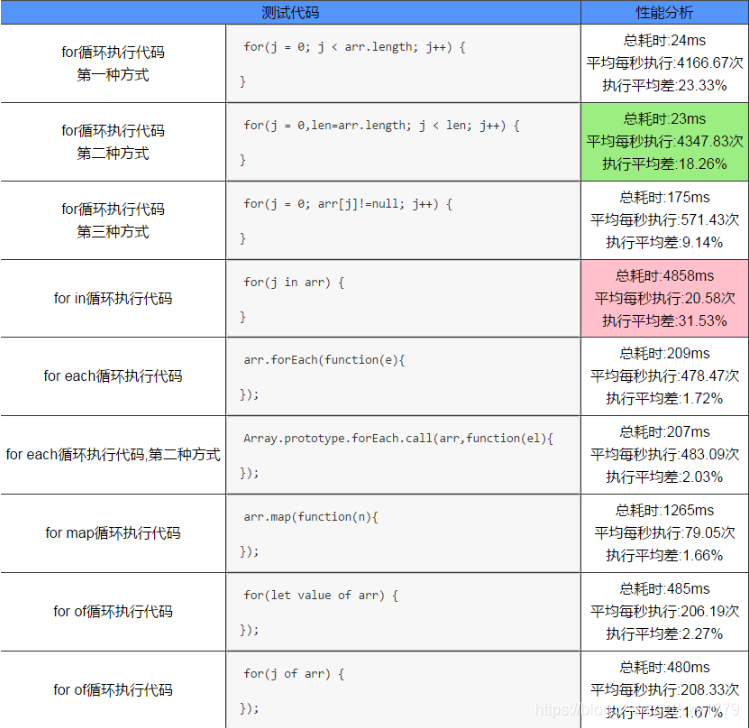 测试代码 性能分析
for循环执行代码
第一种方式
for(j = 0; j < arr.length; j++) {
}
总耗时:24ms
平均每秒执行:4166.67次
执行平均差:23.33%
for循环执行代码
第二种方式
for(j = 0,len=arr.length; j < len; j++) {
}
总耗时:23ms
平均每秒执行:4347.83次
执行平均差:18.26%
for循环执行代码
第三种方式
for(j = 0; arr[j]!=null; j++) {
}
总耗时:175ms
平均每秒执行:571.43次
执行平均差:9.14%
for in循环执行代码
for(j in arr) {
}
总耗时:4858ms
平均每秒执行:20.58次
执行平均差:31.53%
for each循环执行代码
arr.forEach(function(e){
});
总耗时:209ms
平均每秒执行:478.47次
执行平均差:1.72%
for each循环执行代码,第二种方式
Array.prototype.forEach.call(arr,function(el){
});
总耗时:207ms
平均每秒执行:483.09次
执行平均差:2.03%
for map循环执行代码
arr.map(function(n){
});
总耗时:1265ms
平均每秒执行:79.05次
执行平均差:1.66%
for of循环执行代码
for(let value of arr) {
});
总耗时:485ms
平均每秒执行:206.19次
执行平均差:2.27%
for of循环执行代码
for(j of arr) {
});
总耗时:480ms
平均每秒执行:208.33次
执行平均差:1.67%